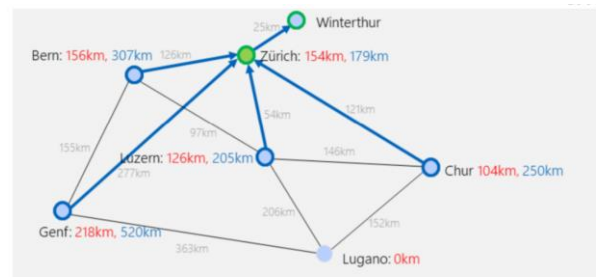 25km
Winterthur
Bern: 156km, 307km
126km
Zürich: 154km, 179km
121km
54km
97km
155km
146km
Luzern: 126km, 205km
277km
Chur 104km, 250km
206km
152km
Genf: 218km, 520km
363km
Lugano: 0km